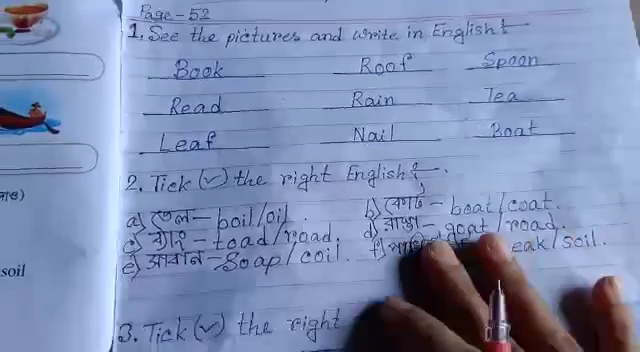 Page - 52
1. See the pictures and write in English :-
Book Roof Spoon
Read Rain Tea
Leaf Nail Boat
2. Tick (✓) the right English :-
a) তেল - boil/oil. b) কোট - boat/coat.
c) ব্যাং - toad/road. d) রাস্তা - goat/road.
e) সাবান - Soap/coil. f) eak/soil.
3. Tick (✓) the right
soil